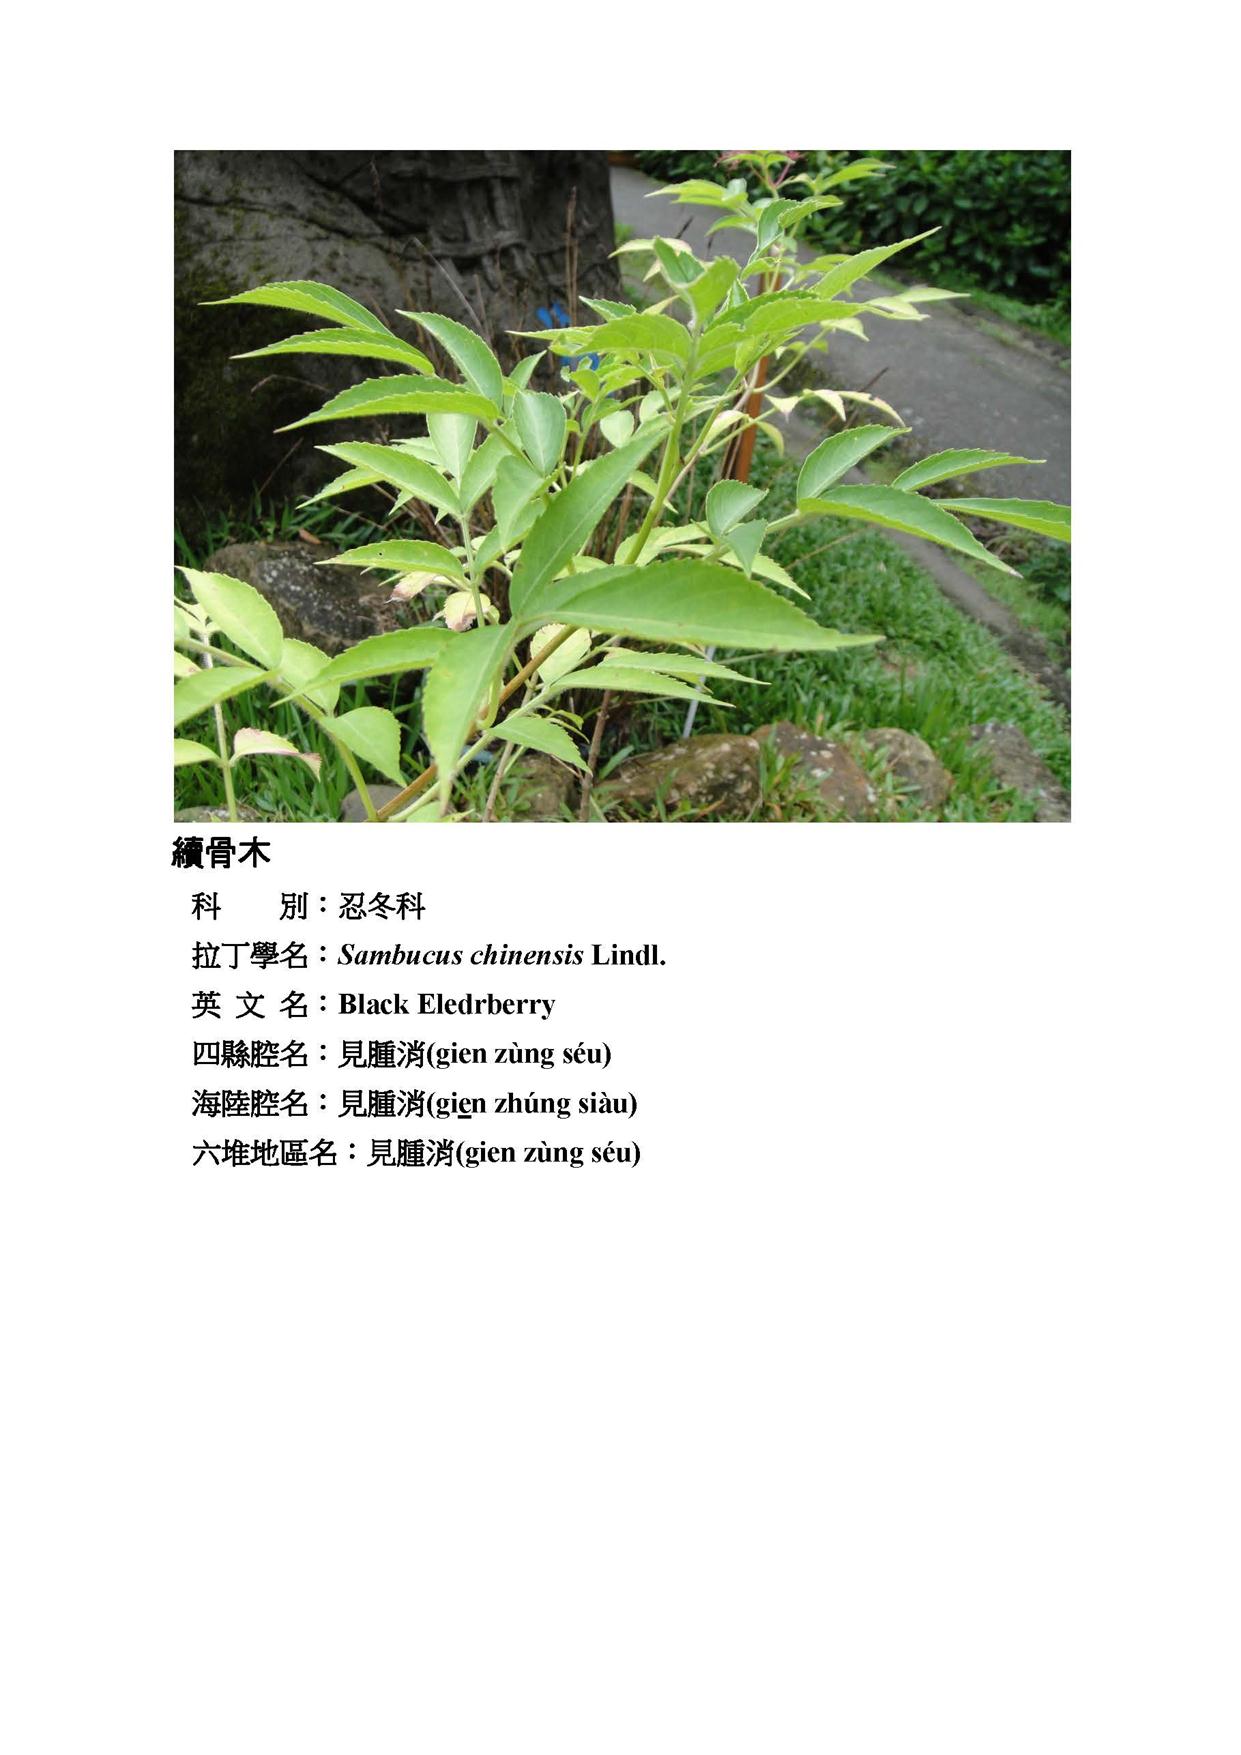 續骨木
科　　別：忍冬科
拉丁學名：Sambucus chinensis Lindl.
英 文 名：Black Eledrberry
四縣腔名：見腫消(gien zùng séu)
海陸腔名：見腫消(gien zhúng siàu)
六堆地區名：見腫消(gien zùng séu)